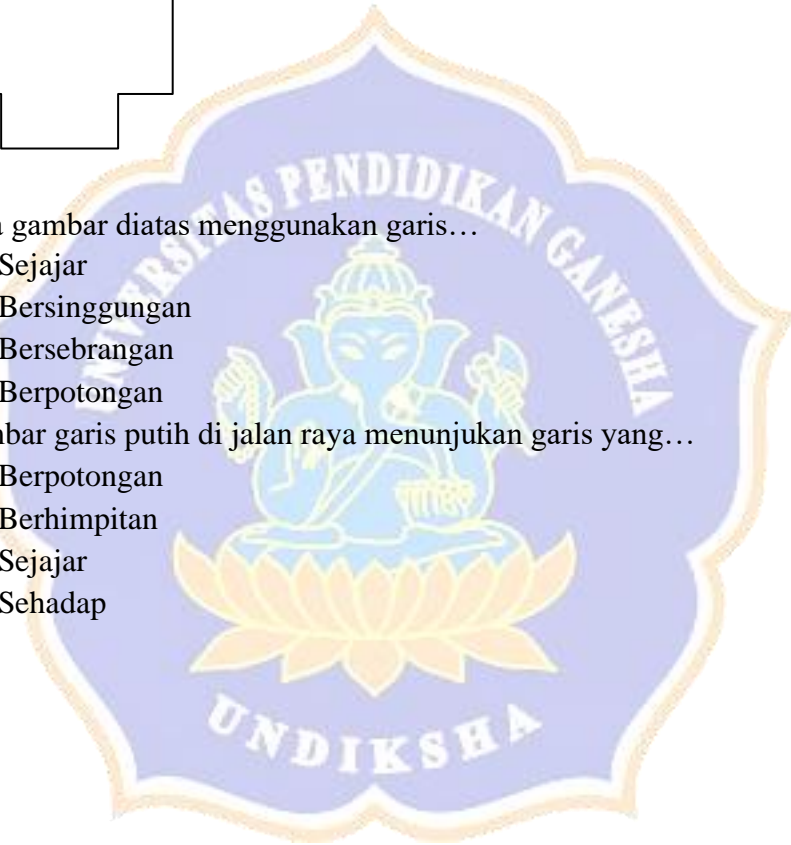 UNIVERSITAS PENDIDIKAN GANESHA
gambar diatas menggunakan garis…
Sejajar
Bersinggungan
Bersebrangan
Berpotongan
garis putih di jalan raya menunjukan garis yang…
Berpotongan
Berhimpitan
Sejajar
Sehadap
UNDIKSHA